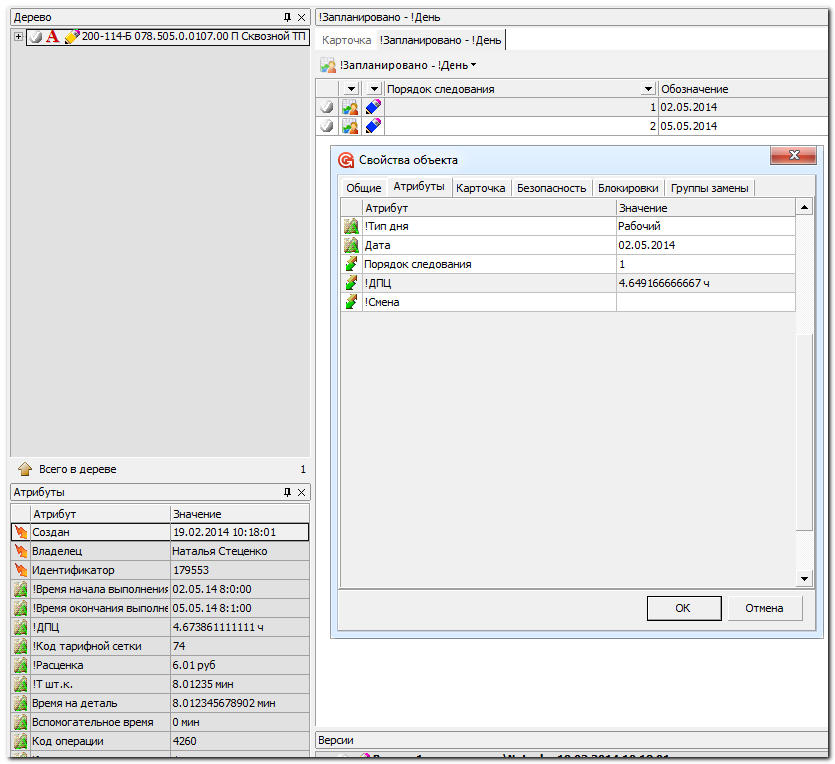 Дерево
200-114-Б 078.505.0.0107.00 П Сквозной ТП
Всего в дереве 1
Атрибуты
Атрибут Значение
Создан 19.02.2014 10:18:01
Владелец Наталья Стеценко
Идентификатор 179553
!Время начала выполнения 02.05.14 8:0:00
!Время окончания выполне 05.05.14 8:1:00
!ДПЦ 4.673861111111 ч
!Код тарифной сетки 74
!Расценка 6.01 руб
!Т шт.к. 8.01235 мин
Время на деталь 8.012345678902 мин
Вспомогательное время 0 мин
Код операции 4260
!Запланировано - !День
Карточка !Запланировано - !День
!Запланировано - !День
Порядок следования Обозначение
1 02.05.2014
2 05.05.2014
Свойства объекта
Общие Атрибуты Карточка Безопасность Блокировки Группы замены
Атрибут Значение
!Тип дня Рабочий
Дата 02.05.2014
Порядок следования 1
!ДПЦ 4.649166666667 ч
!Смена
OK Отмена
Версии